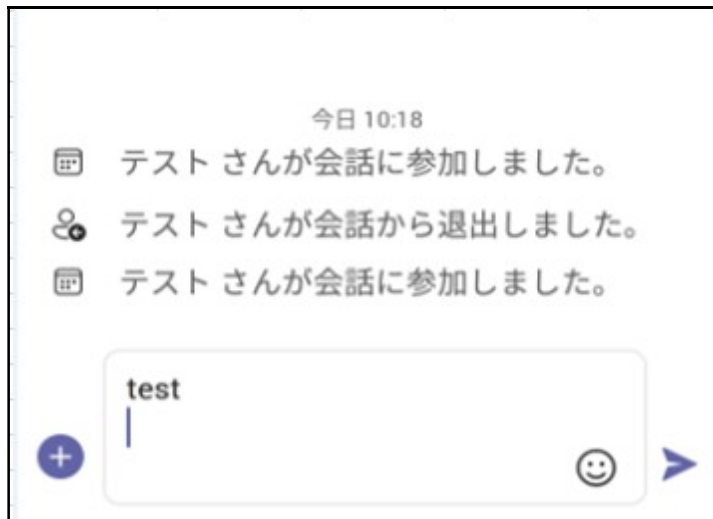 今日 10:18
テスト さんが会話に参加しました。
テスト さんが会話から退出しました。
テスト さんが会話に参加しました。
test